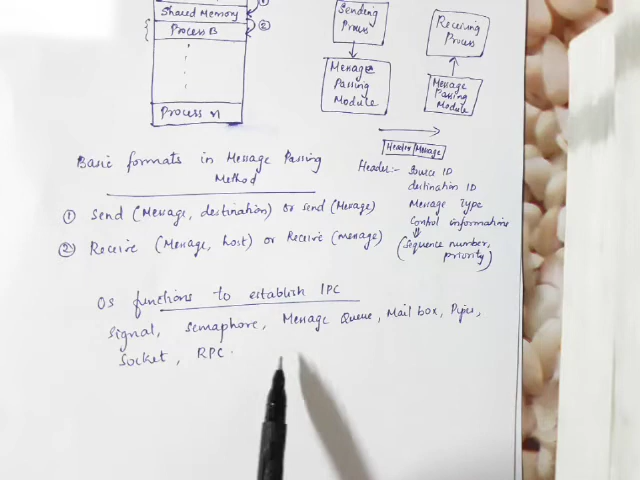 ①
Shared Memory
Process B
②
Process n
Sending
Process
Message
Passing
Module
Receiving
Process
Message
Passing
Module
Header Message
Header:- Source ID
destination ID
Message Type
Control informations
(Sequence number,
priority)
Basic formats in Message Passing
Method
① Send (Message, destination) or send (Message)
② Receive (Message, host) or Receive (message)
OS functions to establish IPC
Signal, Semaphore, Message Queue, Mail box, Pipes,
Socket, RPC.